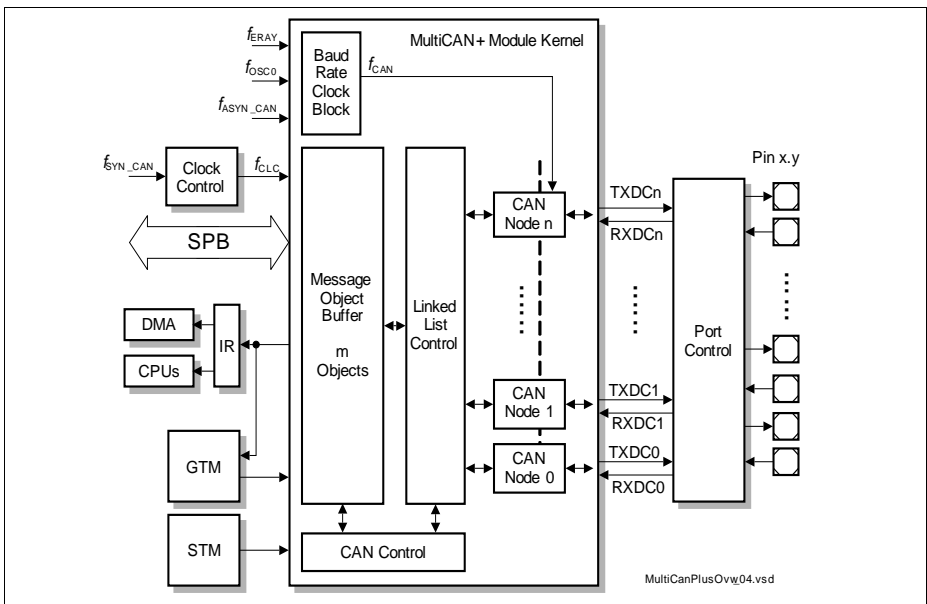 fERAY
MultiCAN+ Module Kernel
fOSC0
Baud
Rate
Clock
Block
fCAN
fASYN_CAN
fSYN_CAN
Clock
Control
fCLC
SPB
DMA
CPUs
IR
GTM
STM
Message
Object
Buffer
m
Objects
Linked
List
Control
CAN Control
CAN
Node n
CAN
Node 1
CAN
Node 0
TXDCn
RXDCn
TXDC1
RXDC1
TXDC0
RXDC0
Port
Control
Pin x.y
MultiCanPlusOvw_04.vsd